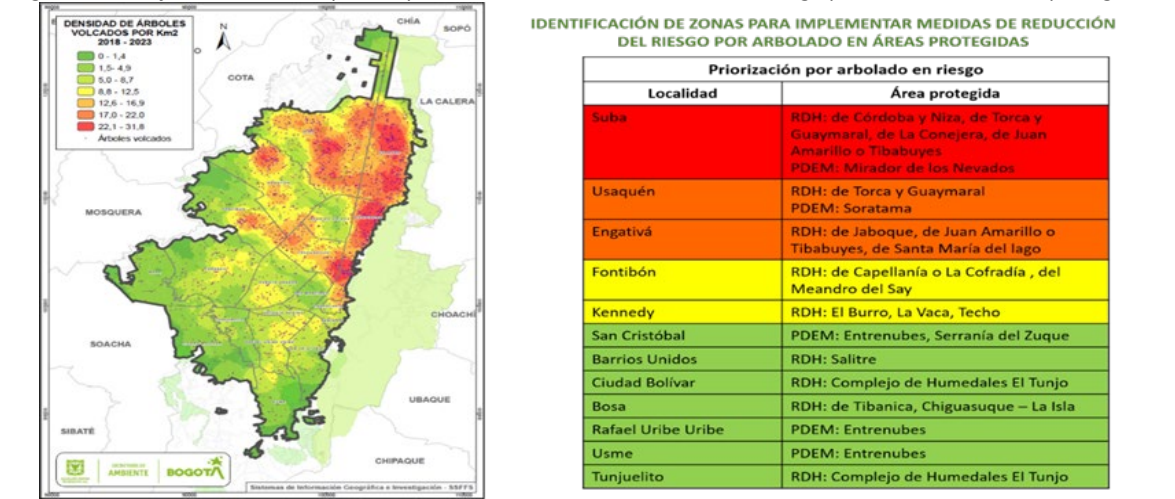 DENSIDAD DE ÁRBOLES
VOLCADOS POR Km2
2018 - 2023
0 - 1,4
1,5- 4,9
5,0 - 8,7
8,8 - 12,5
12,6 - 16,9
17,0 - 22,0
22,1 - 31,8
Árboles volcados
N
CHÍA
SOPÓ
COTA
LA CALERA
MOSQUERA
CHOACHÍ
SOACHA
UBAQUE
SIBATÉ
CHIPAQUE
AMBIENTE
BOGOTÁ
Sistemas de Información Geográfica e Investigación - SSFFS
IDENTIFICACIÓN DE ZONAS PARA IMPLEMENTAR MEDIDAS DE REDUCCIÓN
DEL RIESGO POR ARBOLADO EN ÁREAS PROTEGIDAS
Priorización por arbolado en riesgo
Localidad Área protegida
Suba RDH: de Córdoba y Niza, de Torca y
Guaymaral, de La Conejera, de Juan
Amarillo o Tibabuyes
PDEM: Mirador de los Nevados
Usaquén RDH: de Torca y Guaymaral
PDEM: Soratama
Engativá RDH: de Jaboque, de Juan Amarillo o
Tibabuyes, de Santa María del lago
Fontibón RDH: de Capellanía o La Cofradía , del
Meandro del Say
Kennedy RDH: El Burro, La Vaca, Techo
San Cristóbal PDEM: Entrenubes, Serranía del Zuque
Barrios Unidos RDH: Salitre
Ciudad Bolívar RDH: Complejo de Humedales El Tunjo
Bosa RDH: de Tibanica, Chiguasuque – La Isla
Rafael Uribe Uribe PDEM: Entrenubes
Usme PDEM: Entrenubes
Tunjuelito RDH: Complejo de Humedales El Tunjo